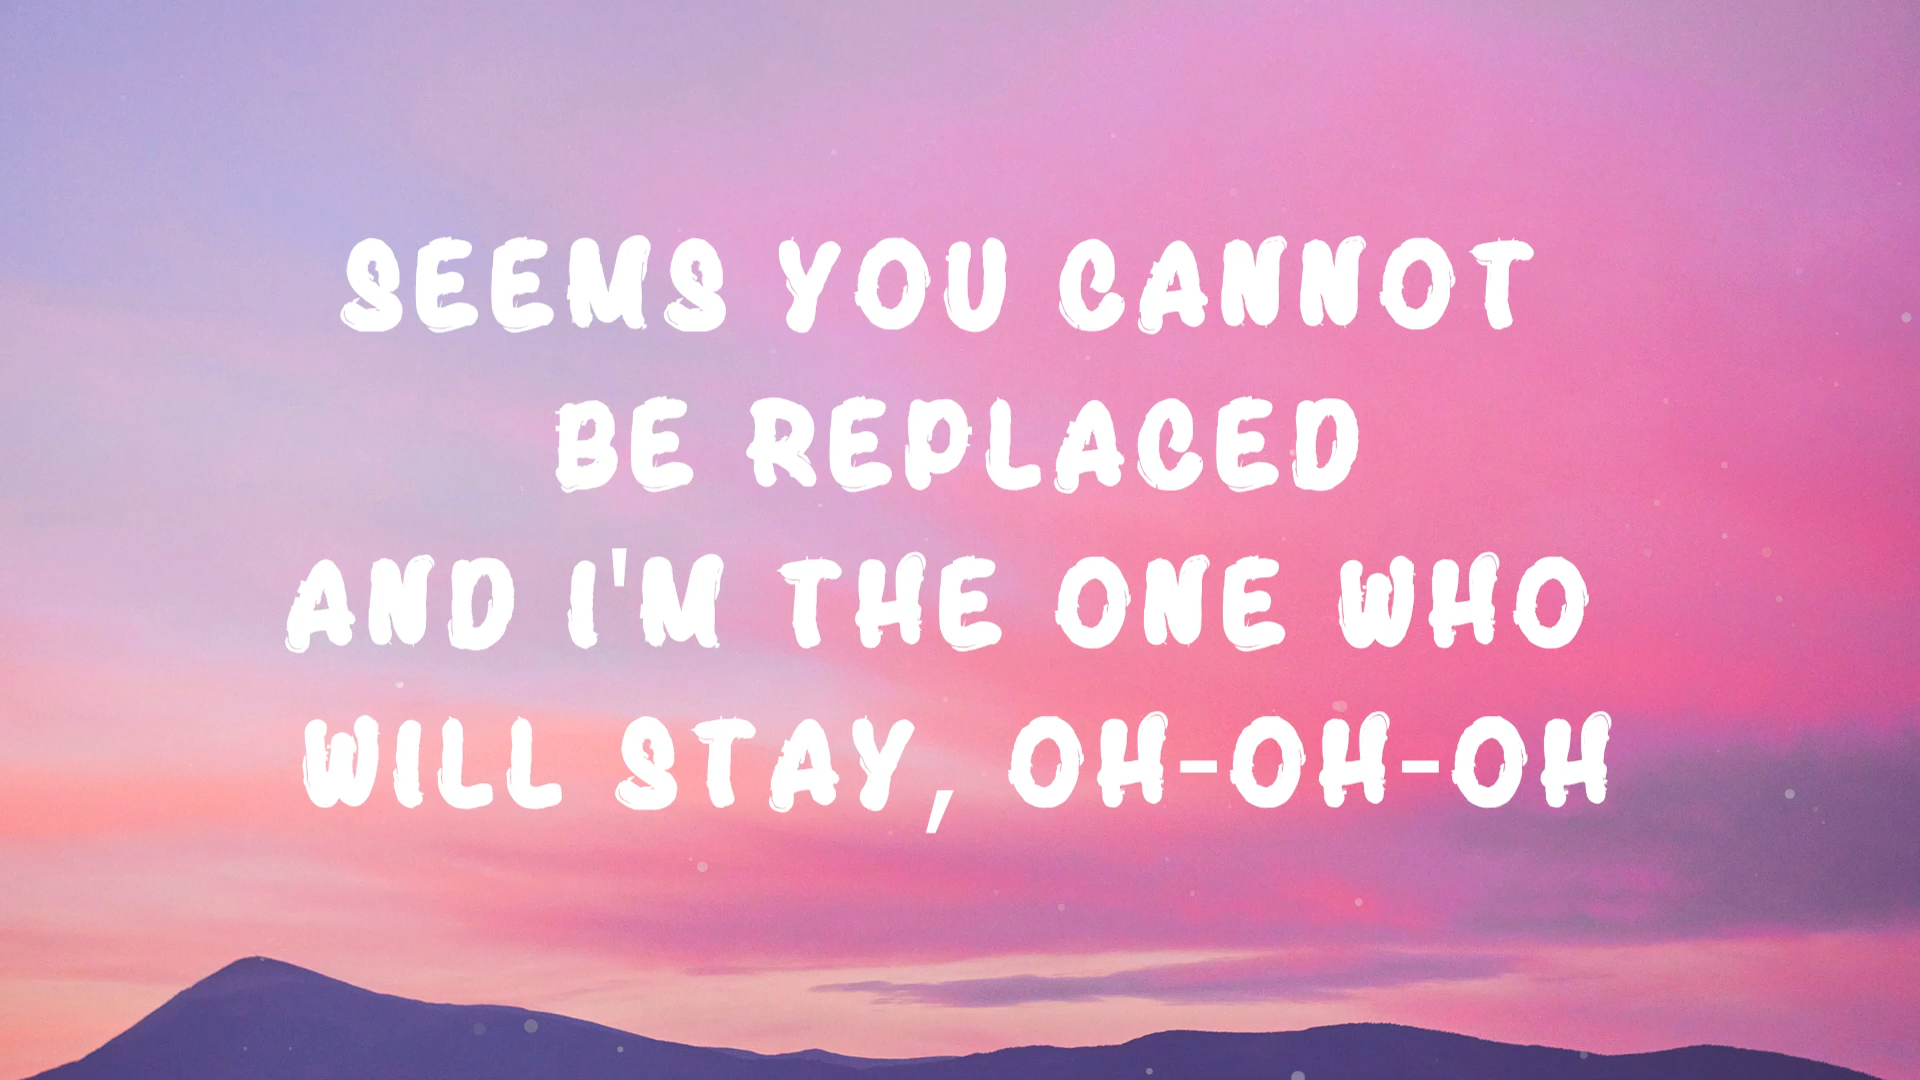 SEEMS YOU CANNOT
BE REPLACED
AND I'M THE ONE WHO
WILL STAY, OH-OH-OH